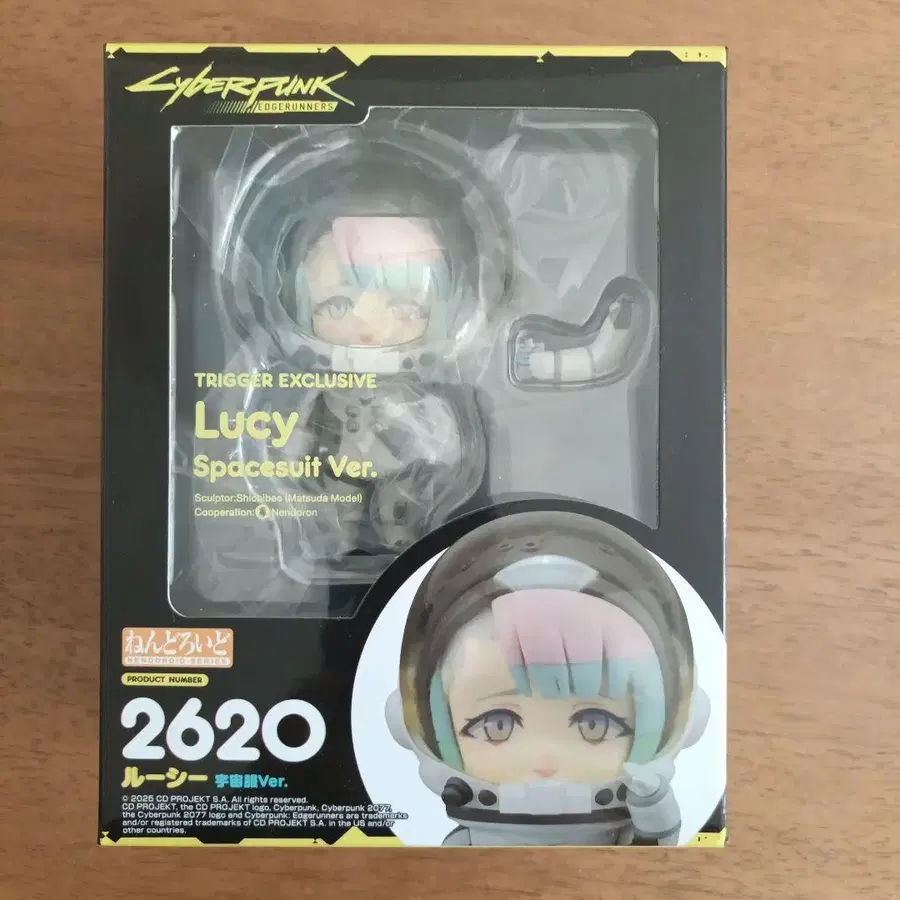 Cyberpunk
EDGERUNNERS
TRIGGER EXCLUSIVE
Lucy
Spacesuit Ver.
Sculptor:Shichibee (Matsuda Model)
Cooperation: Nendoron
ねんどろいど
NENDOROID SERIES
PRODUCT NUMBER
2620
ルーシー 宇宙服Ver.
© 2025 CD PROJEKT S.A. All rights reserved.
CD PROJEKT, the CD PROJEKT logo, Cyberpunk, Cyberpunk 2077,
the Cyberpunk 2077 logo and Cyberpunk: Edgerunners are trademarks
and/or registered trademarks of CD PROJEKT S.A. in the US and/or
other countries.